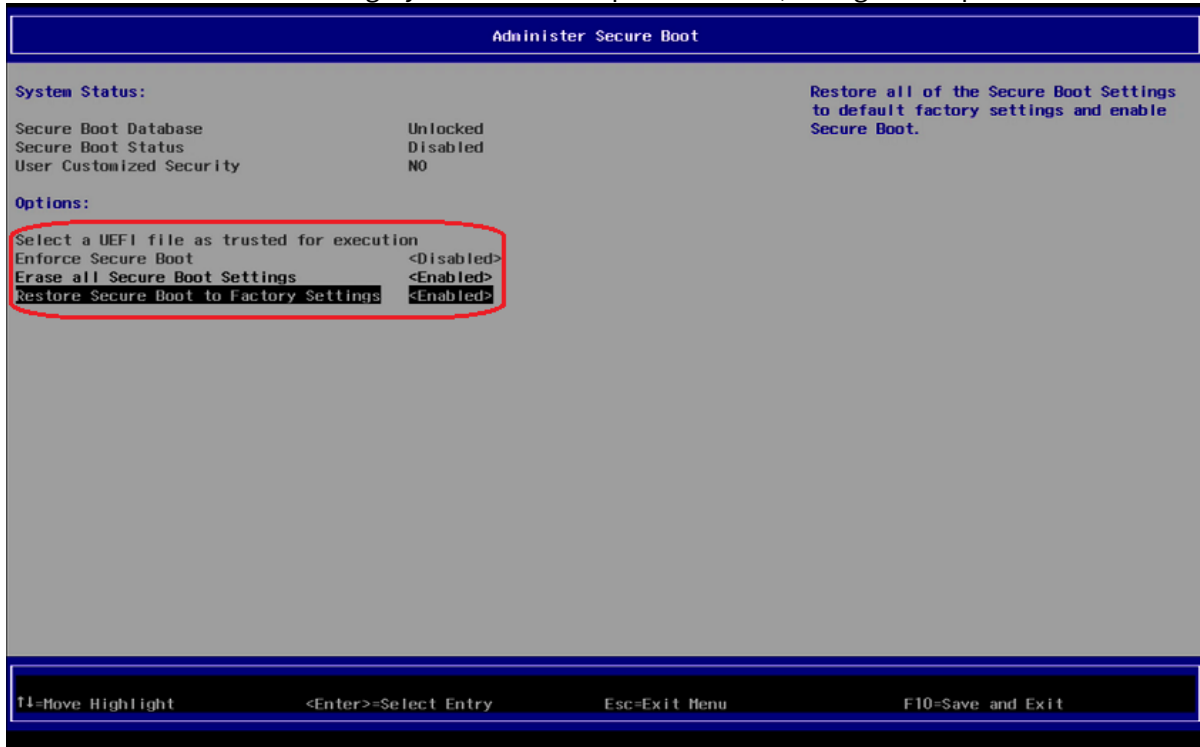 Administer Secure Boot
System Status:
Secure Boot Database Unlocked
Secure Boot Status Disabled
User Customized Security NO
Options:
Select a UEFI file as trusted for execution
Enforce Secure Boot <Disabled>
Erase all Secure Boot Settings <Enabled>
Restore Secure Boot to Factory Settings <Enabled>
Restore all of the Secure Boot Settings
to default factory settings and enable
Secure Boot.
↑↓=Move Highlight <Enter>=Select Entry Esc=Exit Menu F10=Save and Exit